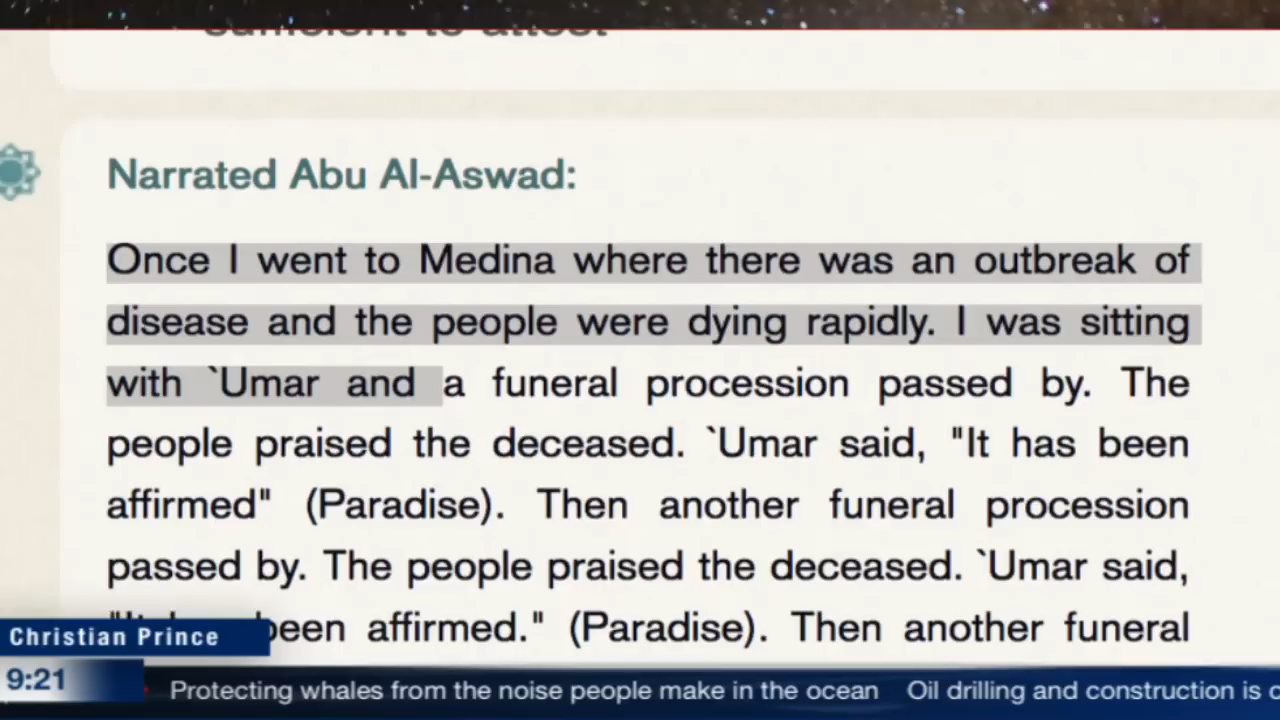 sufficient to attest
Narrated Abu Al-Aswad:
Once I went to Medina where there was an outbreak of
disease and the people were dying rapidly. I was sitting
with `Umar and a funeral procession passed by. The
people praised the deceased. `Umar said, "It has been
affirmed" (Paradise). Then another funeral procession
passed by. The people praised the deceased. `Umar said,
been affirmed." (Paradise). Then another funeral
Christian Prince
9:21
Protecting whales from the noise people make in the ocean Oil drilling and construction is